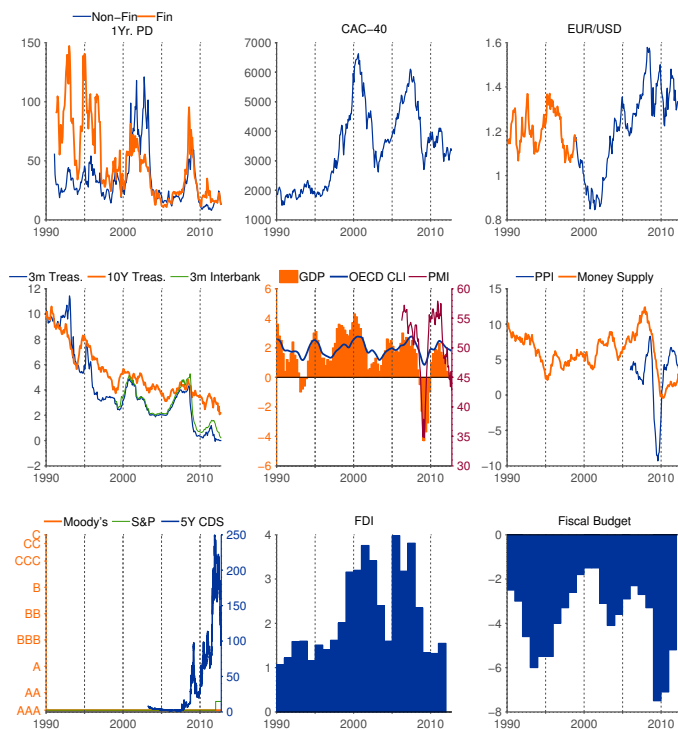 Non−Fin Fin
1Yr. PD
150
100
50
0
1990 2000 2010
CAC−40
7000
6000
5000
4000
3000
2000
1000
1990 2000 2010
EUR/USD
1.6
1.4
1.2
1
0.8
1990 2000 2010
3m Treas. 10Y Treas. 3m Interbank
12
10
8
6
4
2
0
−2
1990 2000 2010
GDP OECD CLI PMI
6 60
4 55
2 50
0 45
−2 40
−4 35
−6 30
1990 2000 2010
PPI Money Supply
15
10
5
0
−5
−10
1990 2000 2010
Moody's S&P 5Y CDS
C 250
CC
CCC 200
B 150
BB
BBB 100
A 50
AA
AAA 0
1990 2000 2010
FDI
4
3
2
1
0
1990 2000 2010
Fiscal Budget
0
−2
−4
−6
−8
1990 2000 2010